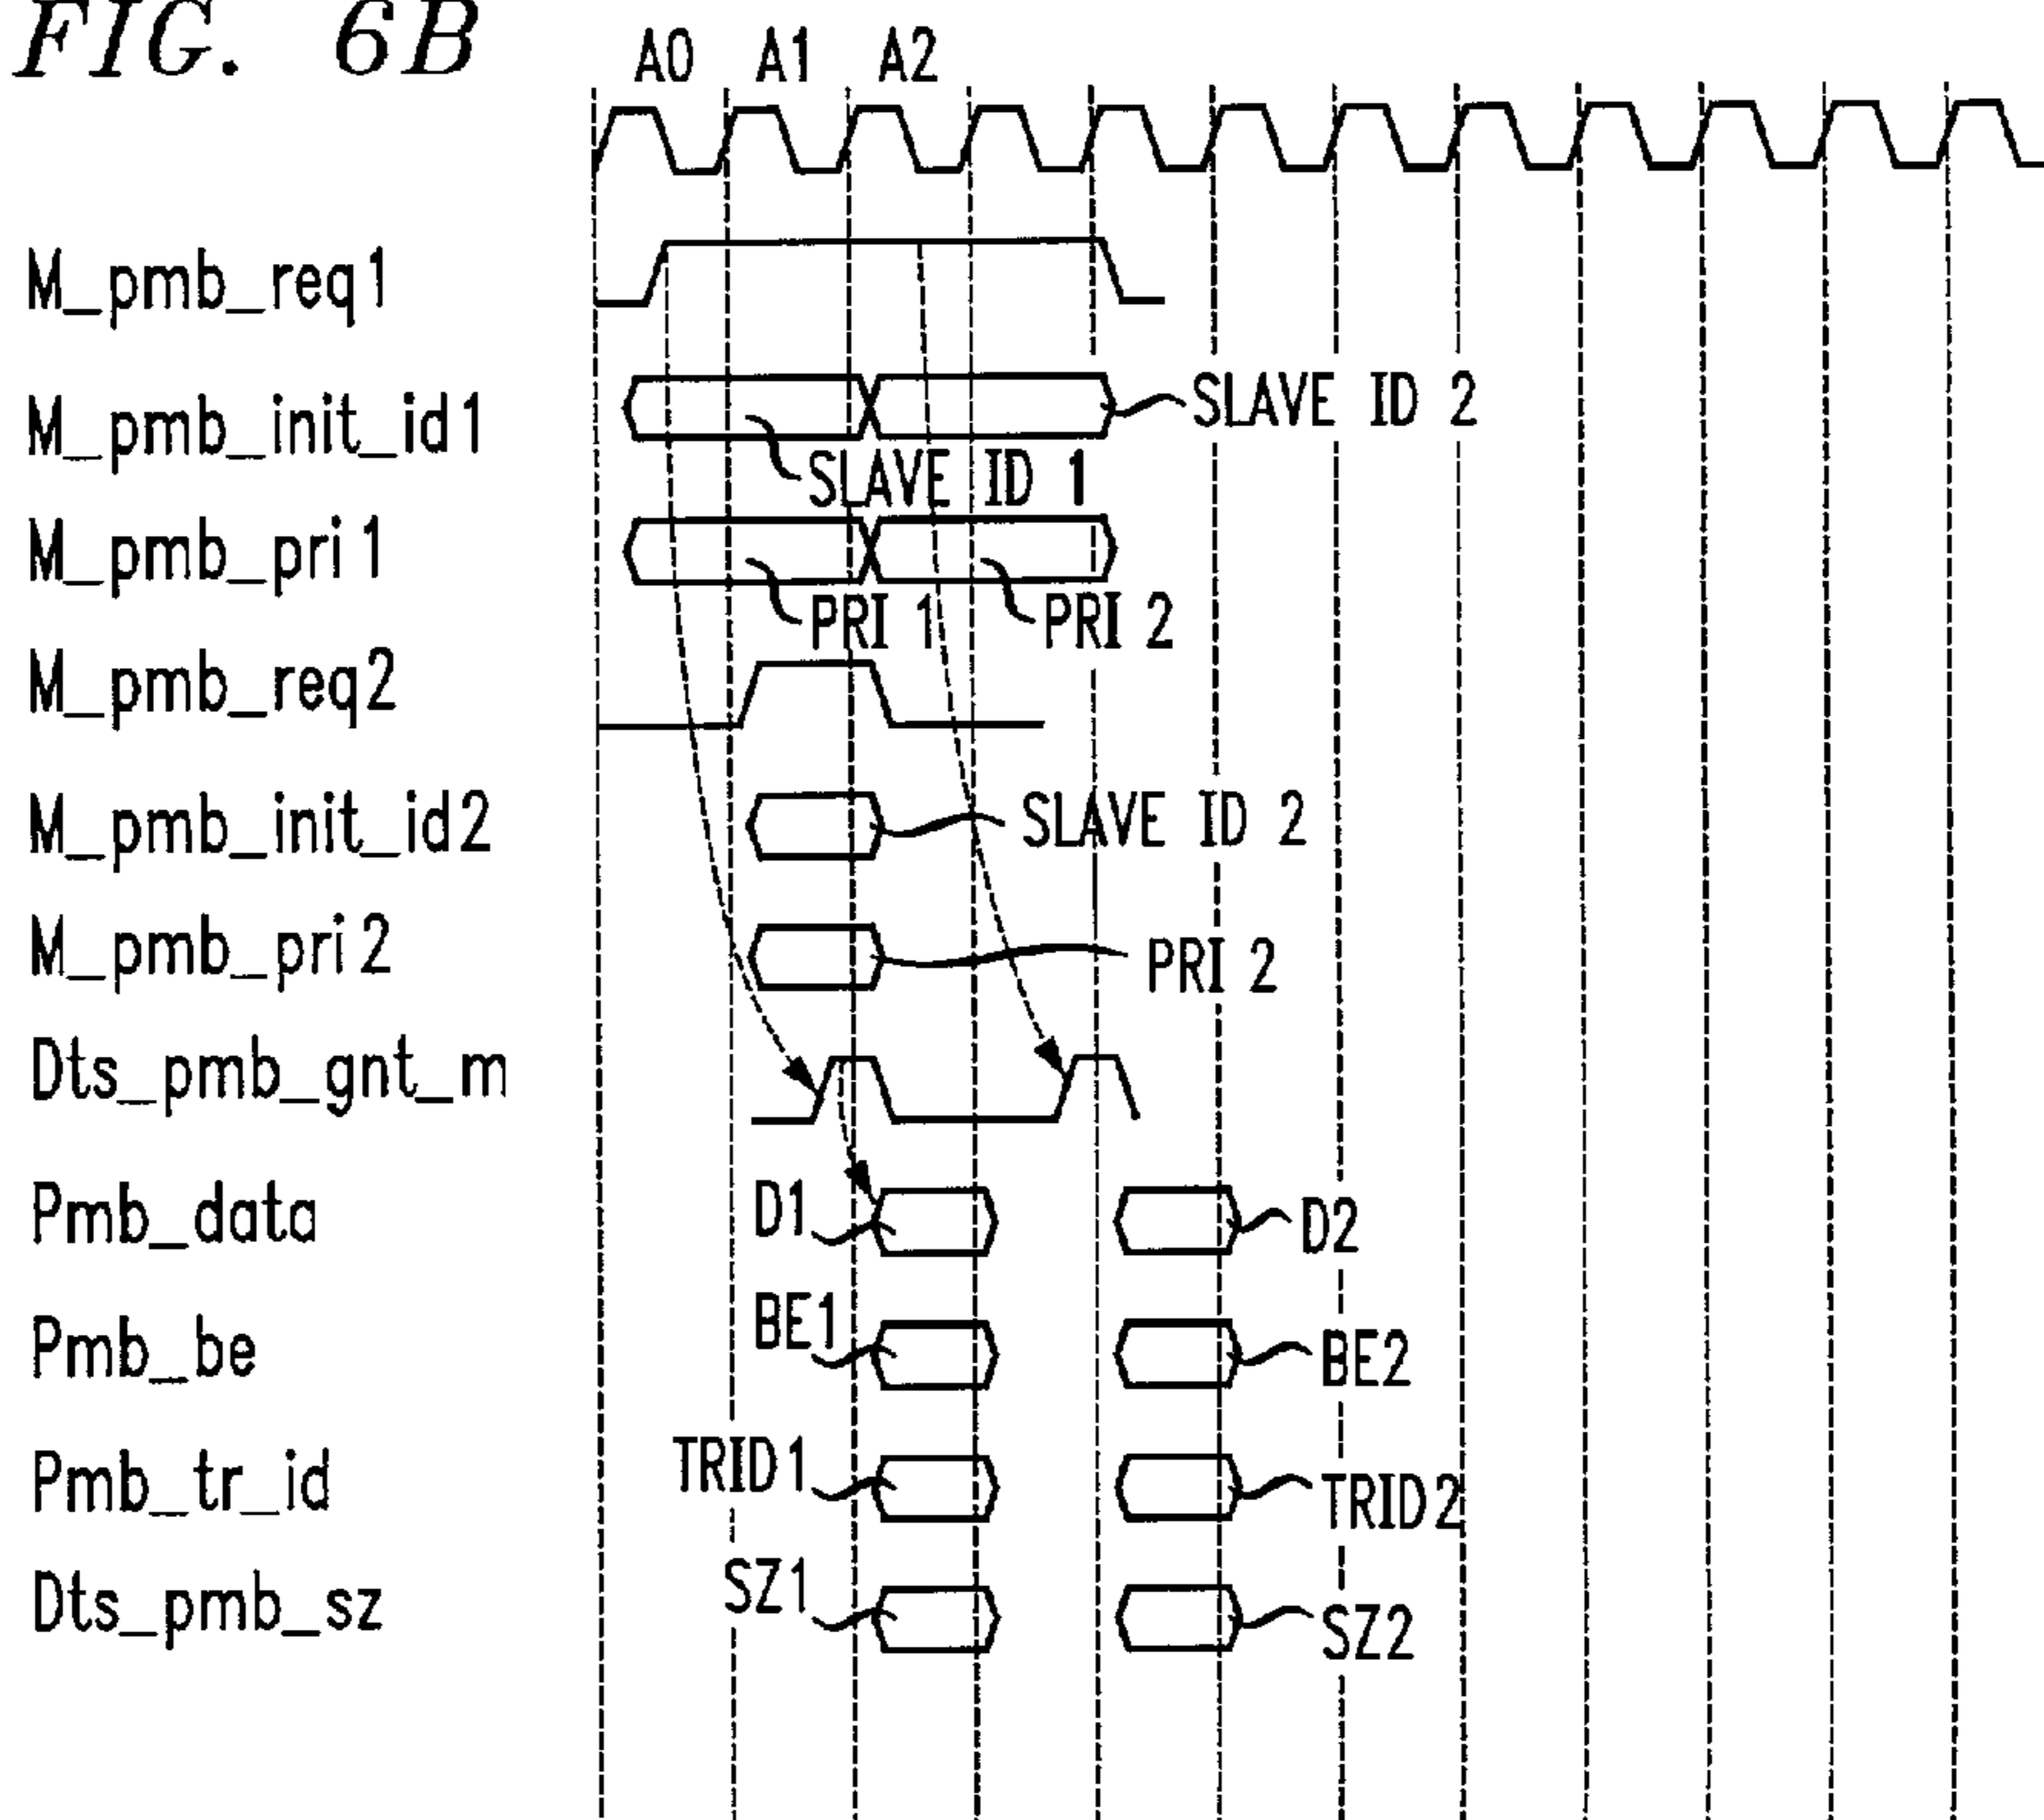 FIG. 6B
A0 A1 A2
M_pmb_req1
M_pmb_init_id1
SLAVE ID 2
SLAVE ID 1
M_pmb_pri1
PRI 1
PRI 2
M_pmb_req2
M_pmb_init_id2
SLAVE ID 2
M_pmb_pri2
PRI 2
Dts_pmb_gnt_m
Pmb_data
D1
D2
Pmb_be
BE1
BE2
Pmb_tr_id
TRID1
TRID2
Dts_pmb_sz
SZ1
SZ2